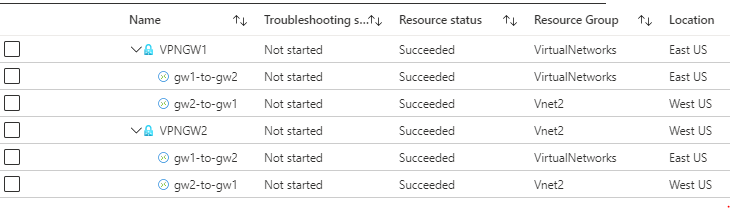 Name Troubleshooting s... Resource status Resource Group Location
VPNGW1 Not started Succeeded VirtualNetworks East US
gw1-to-gw2 Not started Succeeded VirtualNetworks East US
gw2-to-gw1 Not started Succeeded Vnet2 West US
VPNGW2 Not started Succeeded Vnet2 West US
gw1-to-gw2 Not started Succeeded VirtualNetworks East US
gw2-to-gw1 Not started Succeeded Vnet2 West US